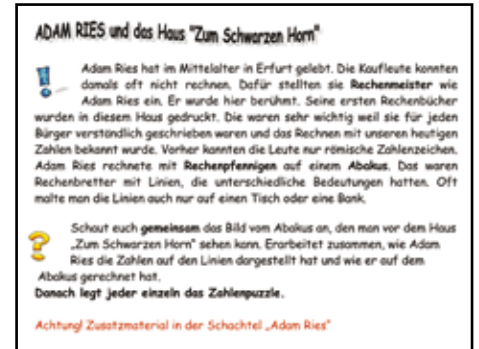 ADAM RIES und das Haus "Zum Schwarzen Horn"
Adam Ries hat im Mittelalter in Erfurt gelebt. Die Kaufleute konnten
damals oft nicht rechnen. Dafür stellten sie Rechenmeister wie
Adam Ries ein. Er wurde hier berühmt. Seine ersten Rechenbücher
wurden in diesem Haus gedruckt. Die waren sehr wichtig weil sie für jeden
Bürger verständlich geschrieben waren und das Rechnen mit unseren heutigen
Zahlen bekannt wurde. Vorher kannten die Leute nur römische Zahlenzeichen.
Adam Ries rechnete mit Rechenpfennigen auf einem Abakus. Das waren
Rechenbretter mit Linien, die unterschiedliche Bedeutungen hatten. Oft
malte man die Linien auch nur auf einen Tisch oder eine Bank.
Schaut euch gemeinsam das Bild vom Abakus an, den man vor dem Haus
„Zum Schwarzen Horn" sehen kann. Erarbeitet zusammen, wie Adam
Ries die Zahlen auf den Linien dargestellt hat und wie er auf dem
Abakus gerechnet hat.
Danach legt jeder einzeln das Zahlenpuzzle.
Achtung! Zusatzmaterial in der Schachtel „Adam Ries"